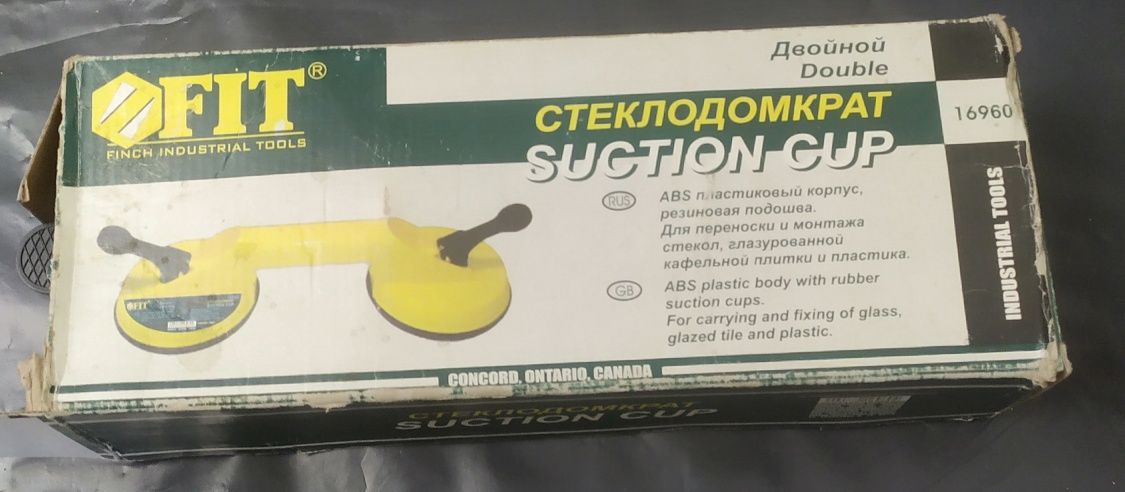 FIT®
FINCH INDUSTRIAL TOOLS
Двойной
Double
СТЕКЛОДОМКРАТ
SUCTION CUP
16960
INDUSTRIAL TOOLS
RUS
ABS пластиковый корпус,
резиновая подошва.
Для переноски и монтажа
стекол, глазурованной
кафельной плитки и пластика.
GB
ABS plastic body with rubber
suction cups.
For carrying and fixing of glass,
glazed tile and plastic.
FIT
CONCORD, ONTARIO, CANADA
СТЕКЛОДОМКРАТ
SUCTION CUP